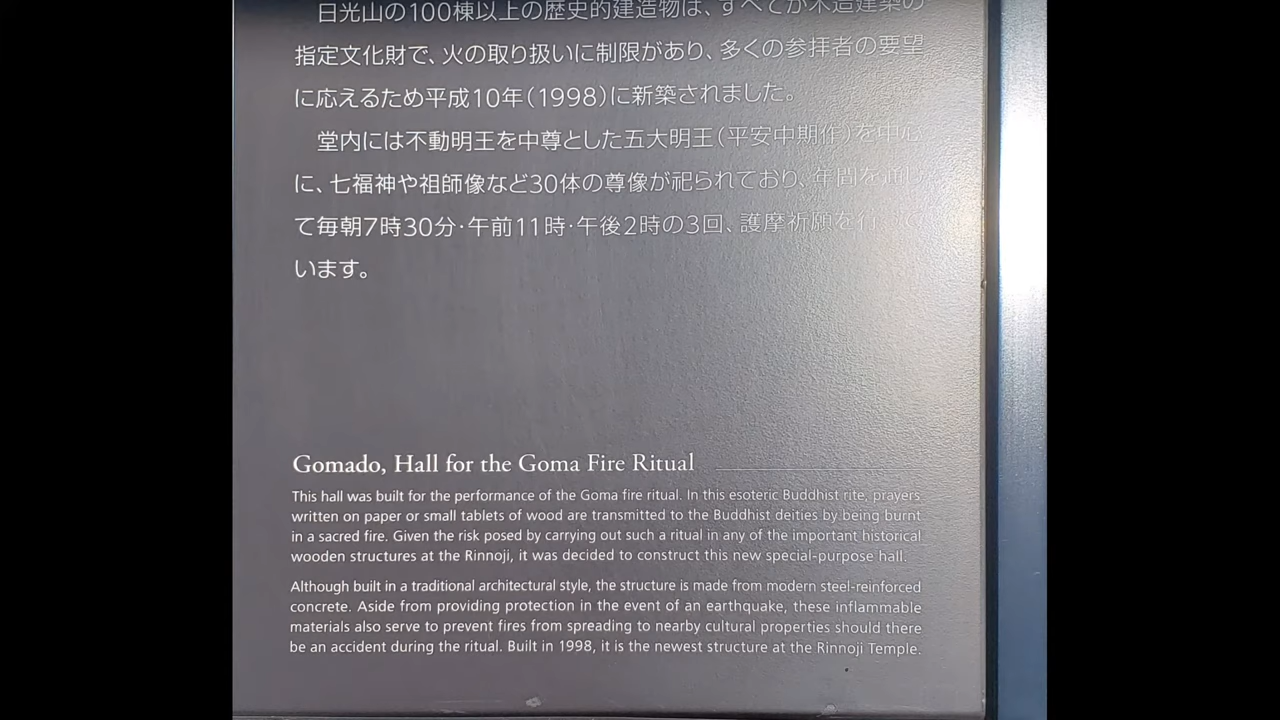 日光山の100棟以上の歴史的建造物は、すべてが木造建築の
指定文化財で、火の取り扱いに制限があり、多くの参拝者の要望
に応えるため平成10年(1998)に新築されました。
堂内には不動明王を中尊とした五大明王(平安中期作)を中心
に、七福神や祖師像など30体の尊像が祀られており、年間を通じ
て毎朝7時30分·午前11時·午後2時の3回、護摩祈願を行って
います。
Gomado, Hall for the Goma Fire Ritual
This hall was built for the performance of the Goma fire ritual. In this esoteric Buddhist rite, prayers
written on paper or small tablets of wood are transmitted to the Buddhist deities by being burnt
in a sacred fire. Given the risk posed by carrying out such a ritual in any of the important historical
wooden structures at the Rinnoji, it was decided to construct this new special-purpose hall.
Although built in a traditional architectural style, the structure is made from modern steel-reinforced
concrete. Aside from providing protection in the event of an earthquake, these inflammable
materials also serve to prevent fires from spreading to nearby cultural properties should there
be an accident during the ritual. Built in 1998, it is the newest structure at the Rinnoji Temple.